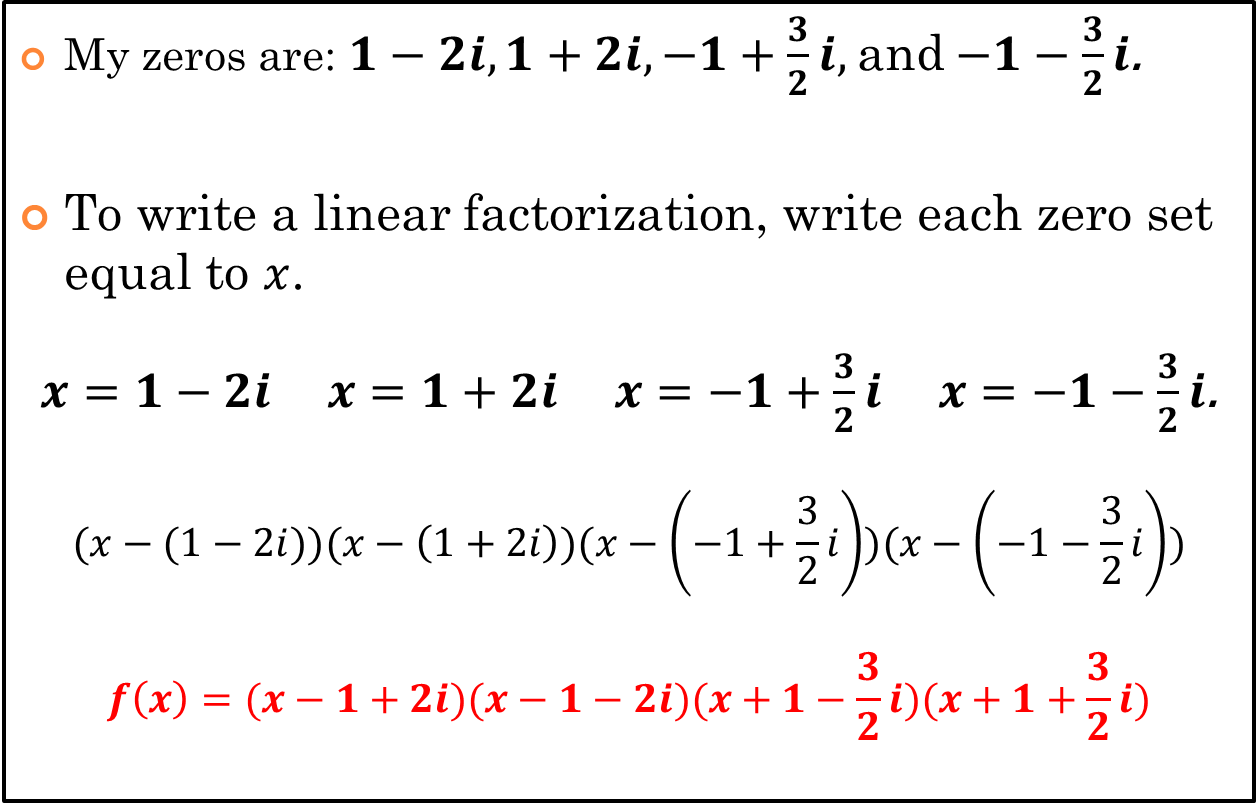 My zeros are: 1 − 2i, 1 + 2i, −1 + 3/2 i, and −1 − 3/2 i.
To write a linear factorization, write each zero set
equal to x.
x = 1 − 2i x = 1 + 2i x = −1 + 3/2 i x = −1 − 3/2 i.
(x − (1 − 2i))(x − (1 + 2i))(x − (−1 + 3/2 i))(x − (−1 − 3/2 i))
f(x) = (x − 1 + 2i)(x − 1 − 2i)(x + 1 − 3/2 i)(x + 1 + 3/2 i)